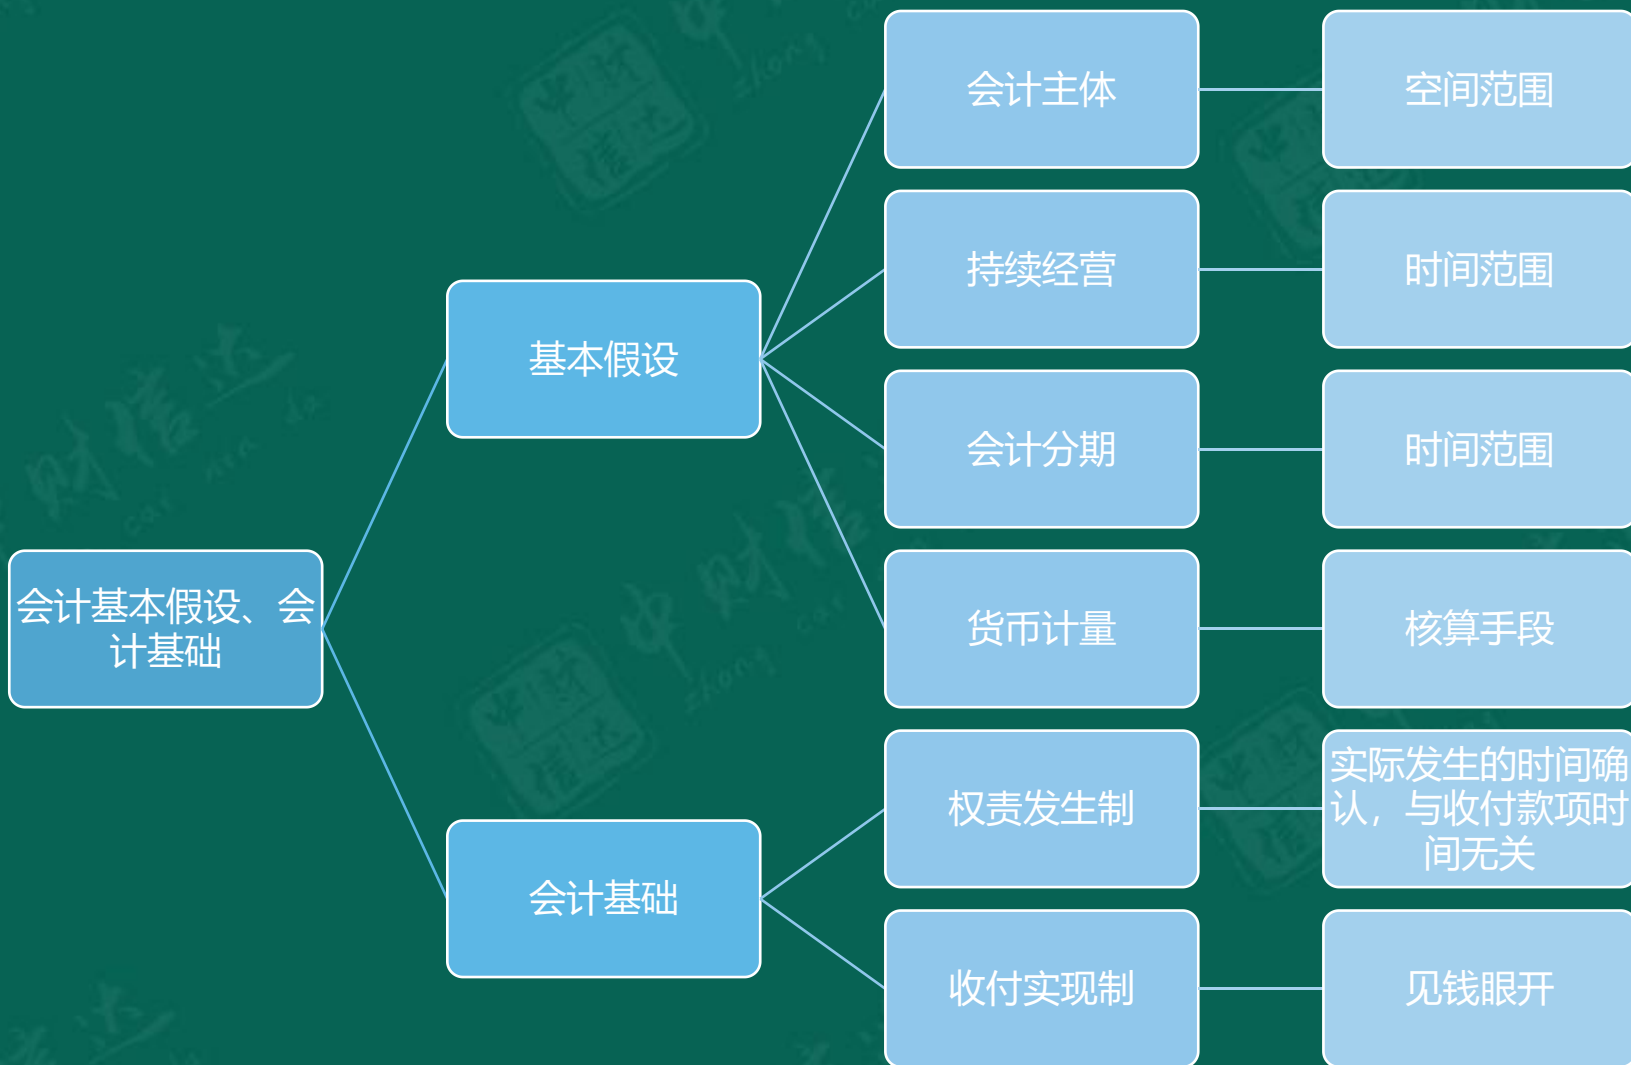 会计主体
空间范围
持续经营
时间范围
基本假设
会计分期
时间范围
会计基本假设、会
计基础
货币计量
核算手段
权责发生制
实际发生的时间确
认，与收付款项时
间无关
会计基础
收付实现制
见钱眼开